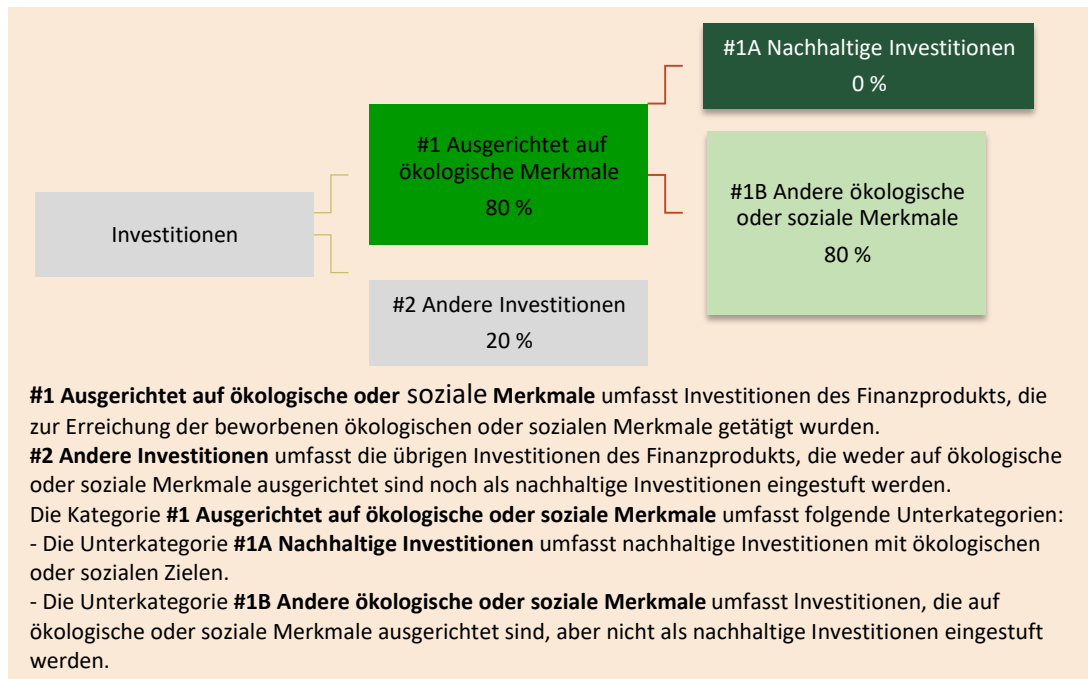 #1A Nachhaltige Investitionen
0 %
#1 Ausgerichtet auf
ökologische Merkmale
80 %
#1B Andere ökologische
oder soziale Merkmale
80 %
Investitionen
#2 Andere Investitionen
20 %
#1 Ausgerichtet auf ökologische oder soziale Merkmale umfasst Investitionen des Finanzprodukts, die
zur Erreichung der beworbenen ökologischen oder sozialen Merkmale getätigt wurden.
#2 Andere Investitionen umfasst die übrigen Investitionen des Finanzprodukts, die weder auf ökologische
oder soziale Merkmale ausgerichtet sind noch als nachhaltige Investitionen eingestuft werden.
Die Kategorie #1 Ausgerichtet auf ökologische oder soziale Merkmale umfasst folgende Unterkategorien:
- Die Unterkategorie #1A Nachhaltige Investitionen umfasst nachhaltige Investitionen mit ökologischen
oder sozialen Zielen.
- Die Unterkategorie #1B Andere ökologische oder soziale Merkmale umfasst Investitionen, die auf
ökologische oder soziale Merkmale ausgerichtet sind, aber nicht als nachhaltige Investitionen eingestuft
werden.